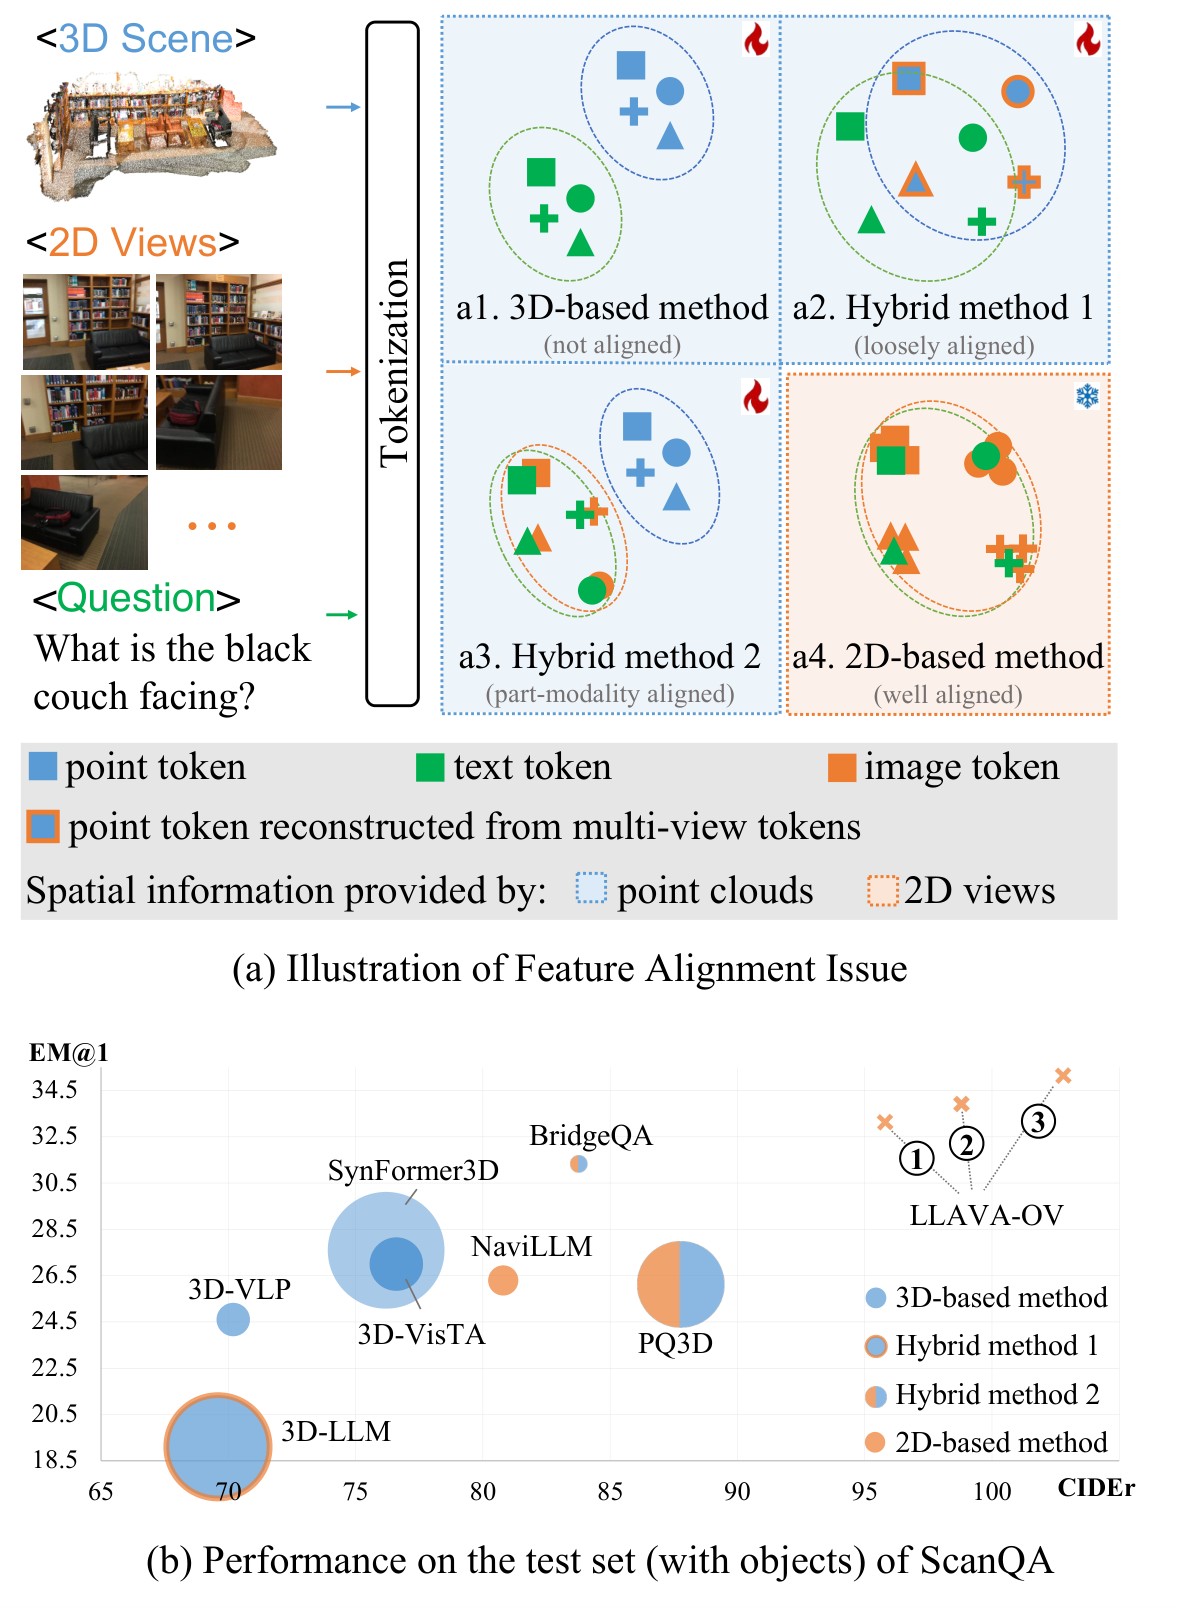 <3D Scene>
<2D Views>
...
<Question>
What is the black
couch facing?
Tokenization
a1. 3D-based method
(not aligned)
a2. Hybrid method 1
(loosely aligned)
a3. Hybrid method 2
(part-modality aligned)
a4. 2D-based method
(well aligned)
point token
text token
image token
point token reconstructed from multi-view tokens
Spatial information provided by: point clouds 2D views
(a) Illustration of Feature Alignment Issue
EM@1
34.5
32.5
30.5
28.5
26.5
24.5
22.5
20.5
18.5
65 70 75 80 85 90 95 100 CIDEr
BridgeQA
SynFormer3D
NaviLLM
3D-VLP
3D-VisTA
PQ3D
3D-LLM
① ② ③
LLAVA-OV
3D-based method
Hybrid method 1
Hybrid method 2
2D-based method
(b) Performance on the test set (with objects) of ScanQA